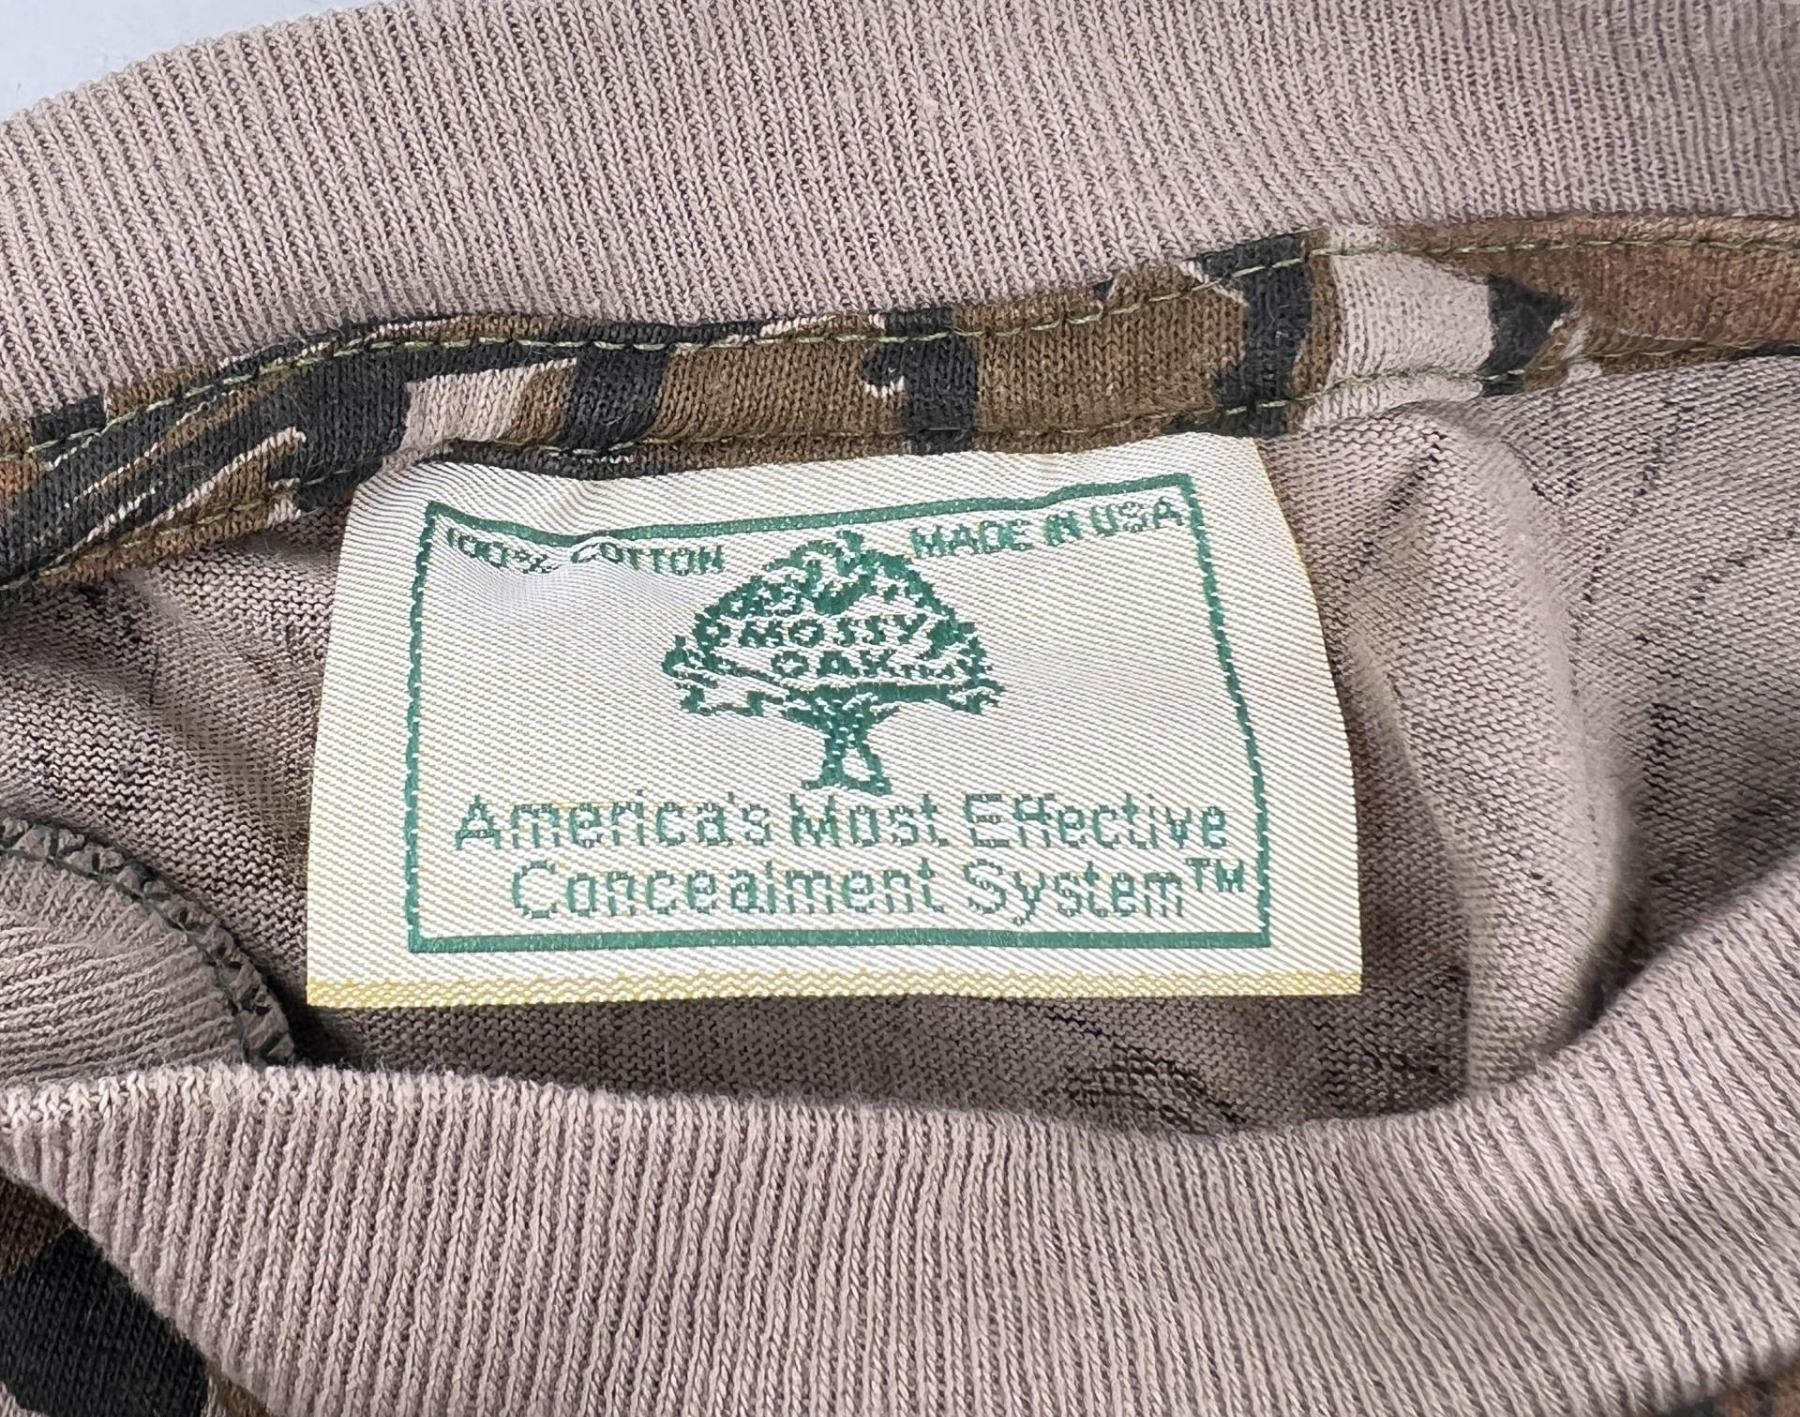 100% COTTON MADE IN USA
MOSSY
OAK
America's Most Effective
Concealment System™